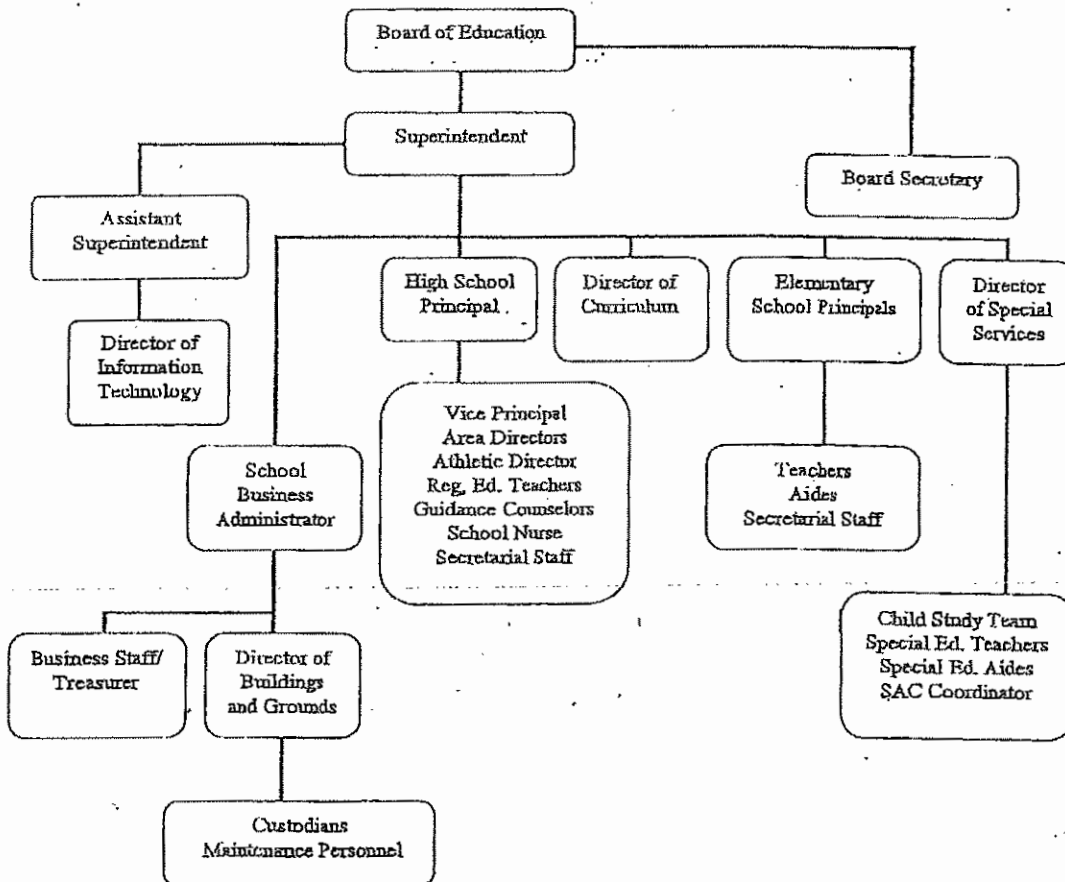 Board of Education
Superintendent
Board Secretary
Assistant
Superintendent
High School
Principal
Director of
Curriculum
Elementary
School Principals
Director
of Special
Services
Director of
Information
Technology
Vice Principal
Area Directors
Athletic Director
Reg, Ed. Teachers
Guidance Counselors
School Nurse
Secretarial Staff
School
Business
Administrator
Teachers
Aides
Secretarial Staff
Child Study Team
Special Ed. Teachers
Special Ed. Aides
SAC Coordinator
Business Staff/
Treasurer
Director of
Buildings
and Grounds
Custodians
Maintenance Personnel